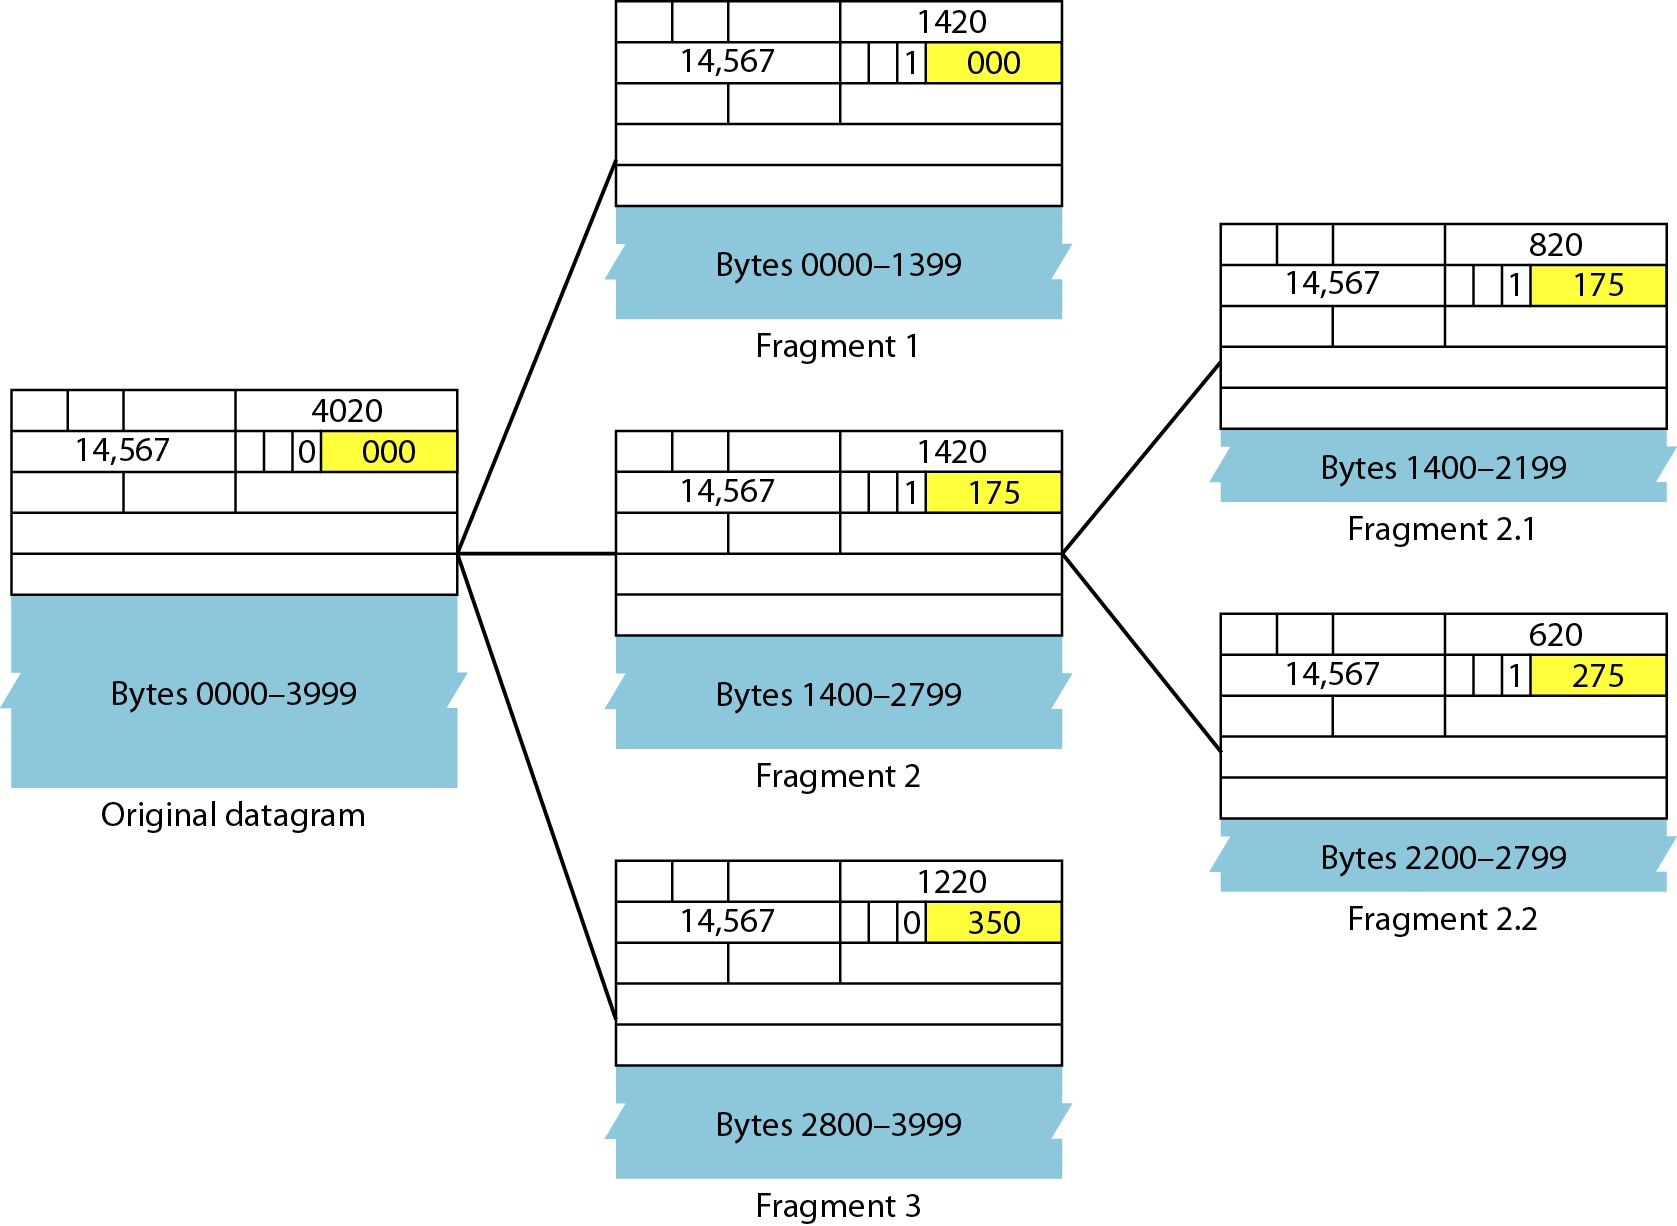 4020
14,567 0 000
Bytes 0000–3999
Original datagram
1420
14,567 1 000
Bytes 0000–1399
Fragment 1
1420
14,567 1 175
Bytes 1400–2799
Fragment 2
1220
14,567 0 350
Bytes 2800–3999
Fragment 3
820
14,567 1 175
Bytes 1400–2199
Fragment 2.1
620
14,567 1 275
Bytes 2200–2799
Fragment 2.2